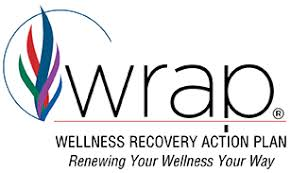 wrap®
WELLNESS RECOVERY ACTION PLAN
Renewing Your Wellness Your Way